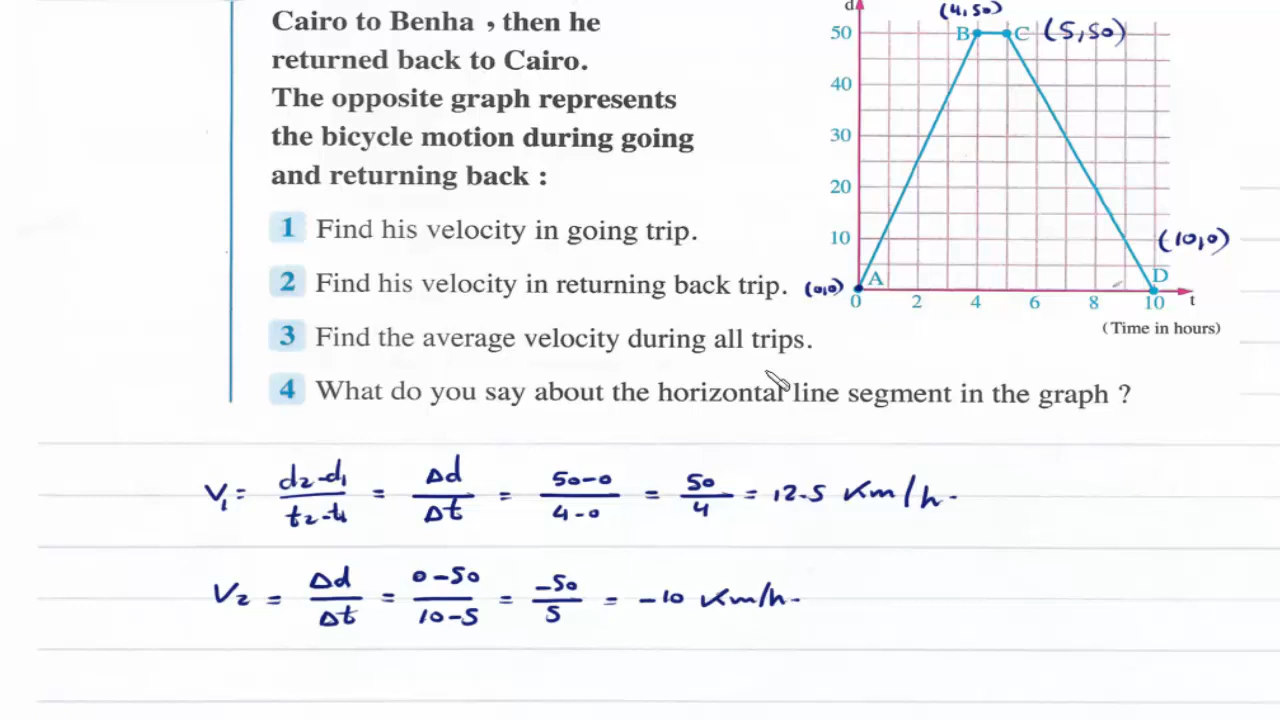 Cairo to Benha , then he
returned back to Cairo.
The opposite graph represents
the bicycle motion during going
and returning back :
1 Find his velocity in going trip.
2 Find his velocity in returning back trip.
3 Find the average velocity during all trips.
4 What do you say about the horizontal line segment in the graph ?
d
(4,50)
50 B C (5,50)
40
30
20
10
(10,0)
(0,0) A D
0 2 4 6 8 10 t
(Time in hours)
V₁ = d₂-d₁ / t₂-t₁ = Δd / Δt = 50-0 / 4-0 = 50 / 4 = 12.5 Km/h.
V₂ = Δd / Δt = 0-50 / 10-5 = -50 / 5 = -10 Km/h.